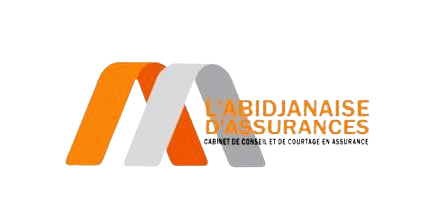 L'ABIDJANAISE
D'ASSURANCES
CABINET DE CONSEIL ET DE COURTAGE EN ASSURANCE